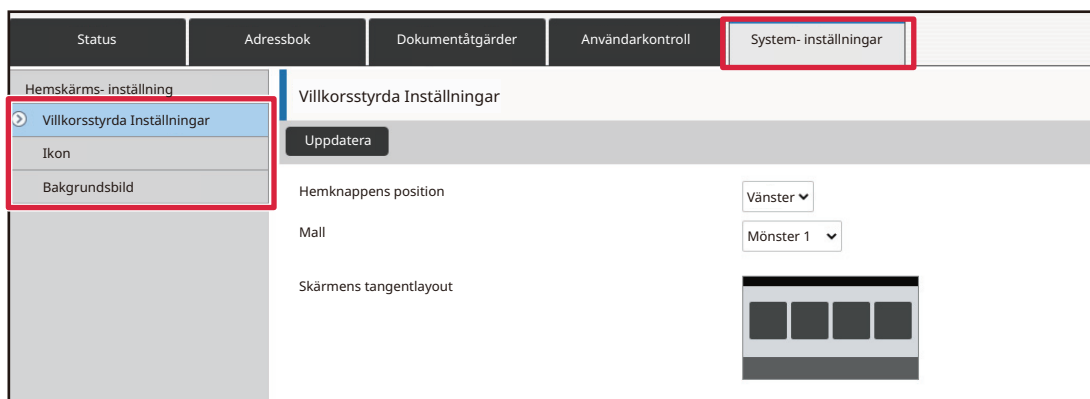 Status
Adressbok
Dokumentåtgärder
Användarkontroll
System- inställningar
Hemskärms- inställning
Villkorsstyrda Inställningar
Ikon
Bakgrundsbild
Villkorsstyrda Inställningar
Uppdatera
Hemknappens position
Vänster
Mall
Mönster 1
Skärmens tangentlayout